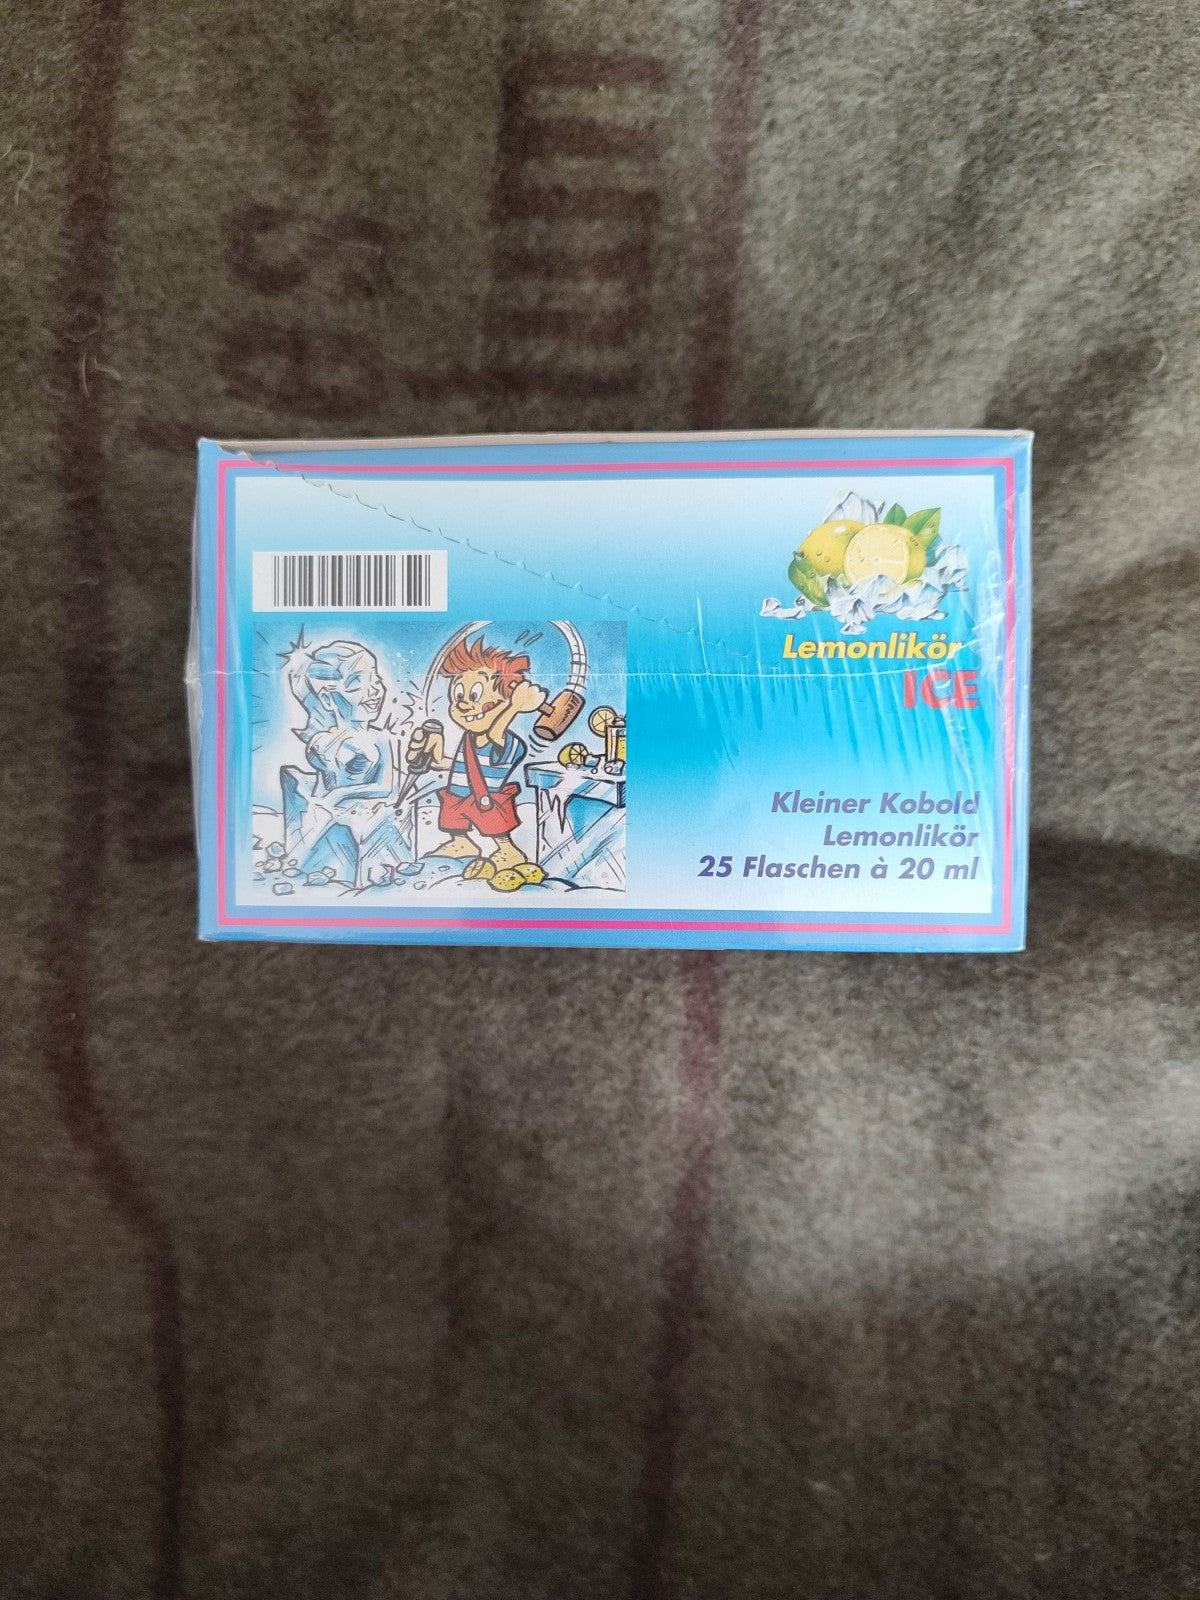 Lemonlikör
ICE
Kleiner Kobold
Lemonlikör
25 Flaschen à 20 ml